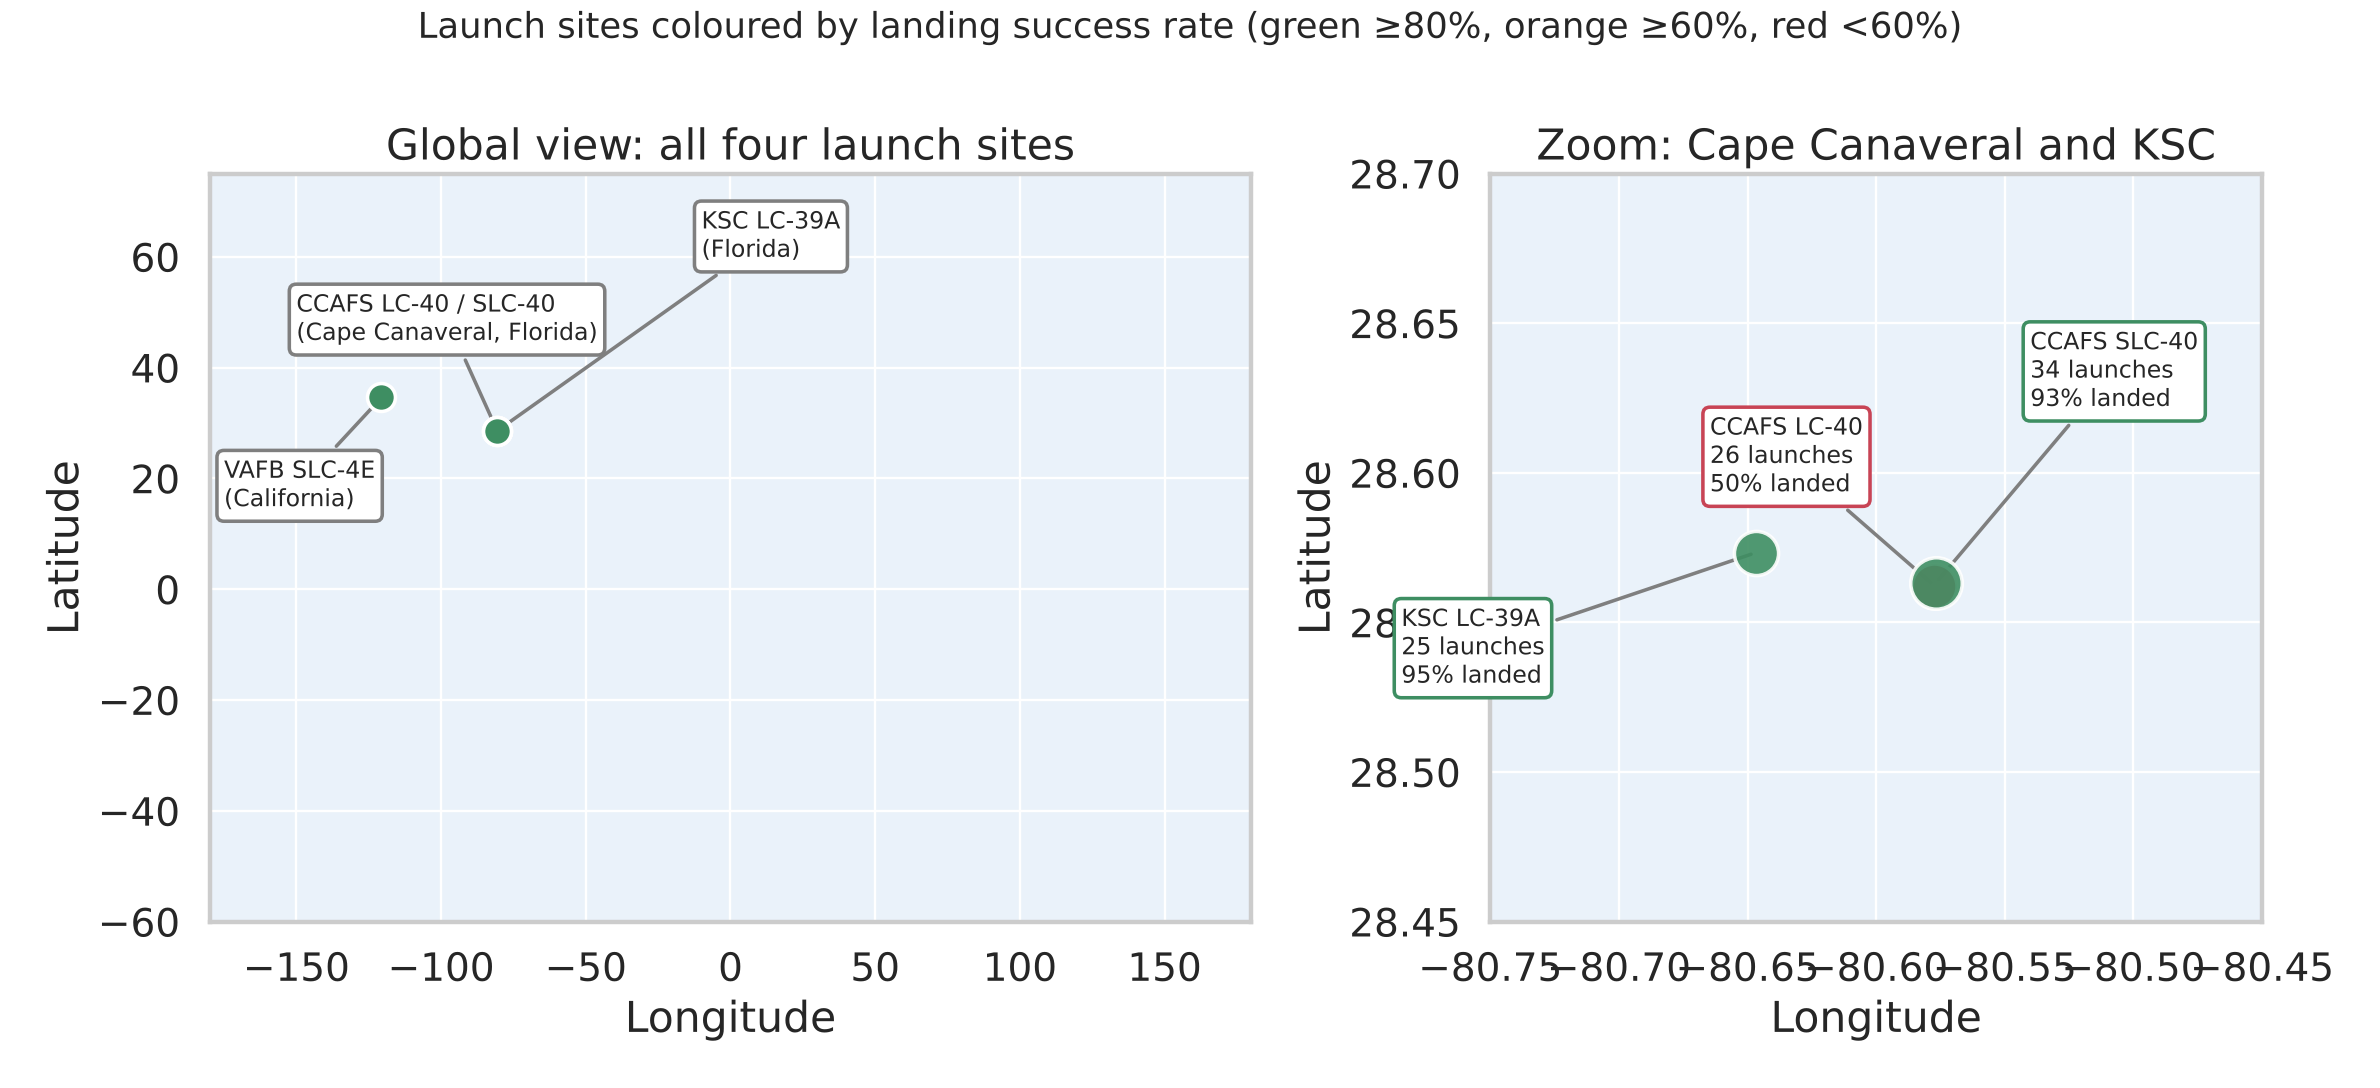 Launch sites coloured by landing success rate (green ≥80%, orange ≥60%, red <60%)
Global view: all four launch sites
KSC LC-39A
(Florida)
CCAFS LC-40 / SLC-40
(Cape Canaveral, Florida)
VAFB SLC-4E
(California)
60
40
20
0
−20
−40
−60
Latitude
−150 −100 −50 0 50 100 150
Longitude
Zoom: Cape Canaveral and KSC
28.70
28.65
28.60
28.50
28.45
Latitude
CCAFS SLC-40
34 launches
93% landed
CCAFS LC-40
26 launches
50% landed
KSC LC-39A
25 launches
95% landed
−80.75 −80.70 −80.65 −80.60 −80.55 −80.50 −80.45
Longitude